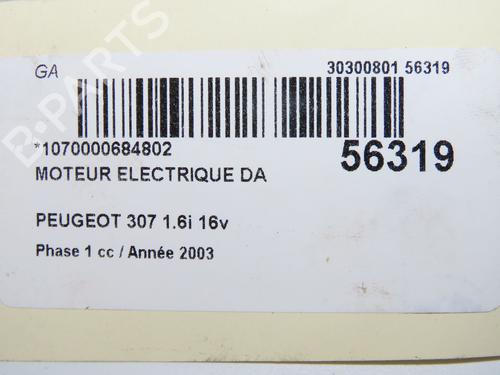 GA
30300801 56319
*1070000684802
56319
MOTEUR ELECTRIQUE DA
PEUGEOT 307 1.6i 16v
Phase 1 cc / Année 2003
B-PARTS